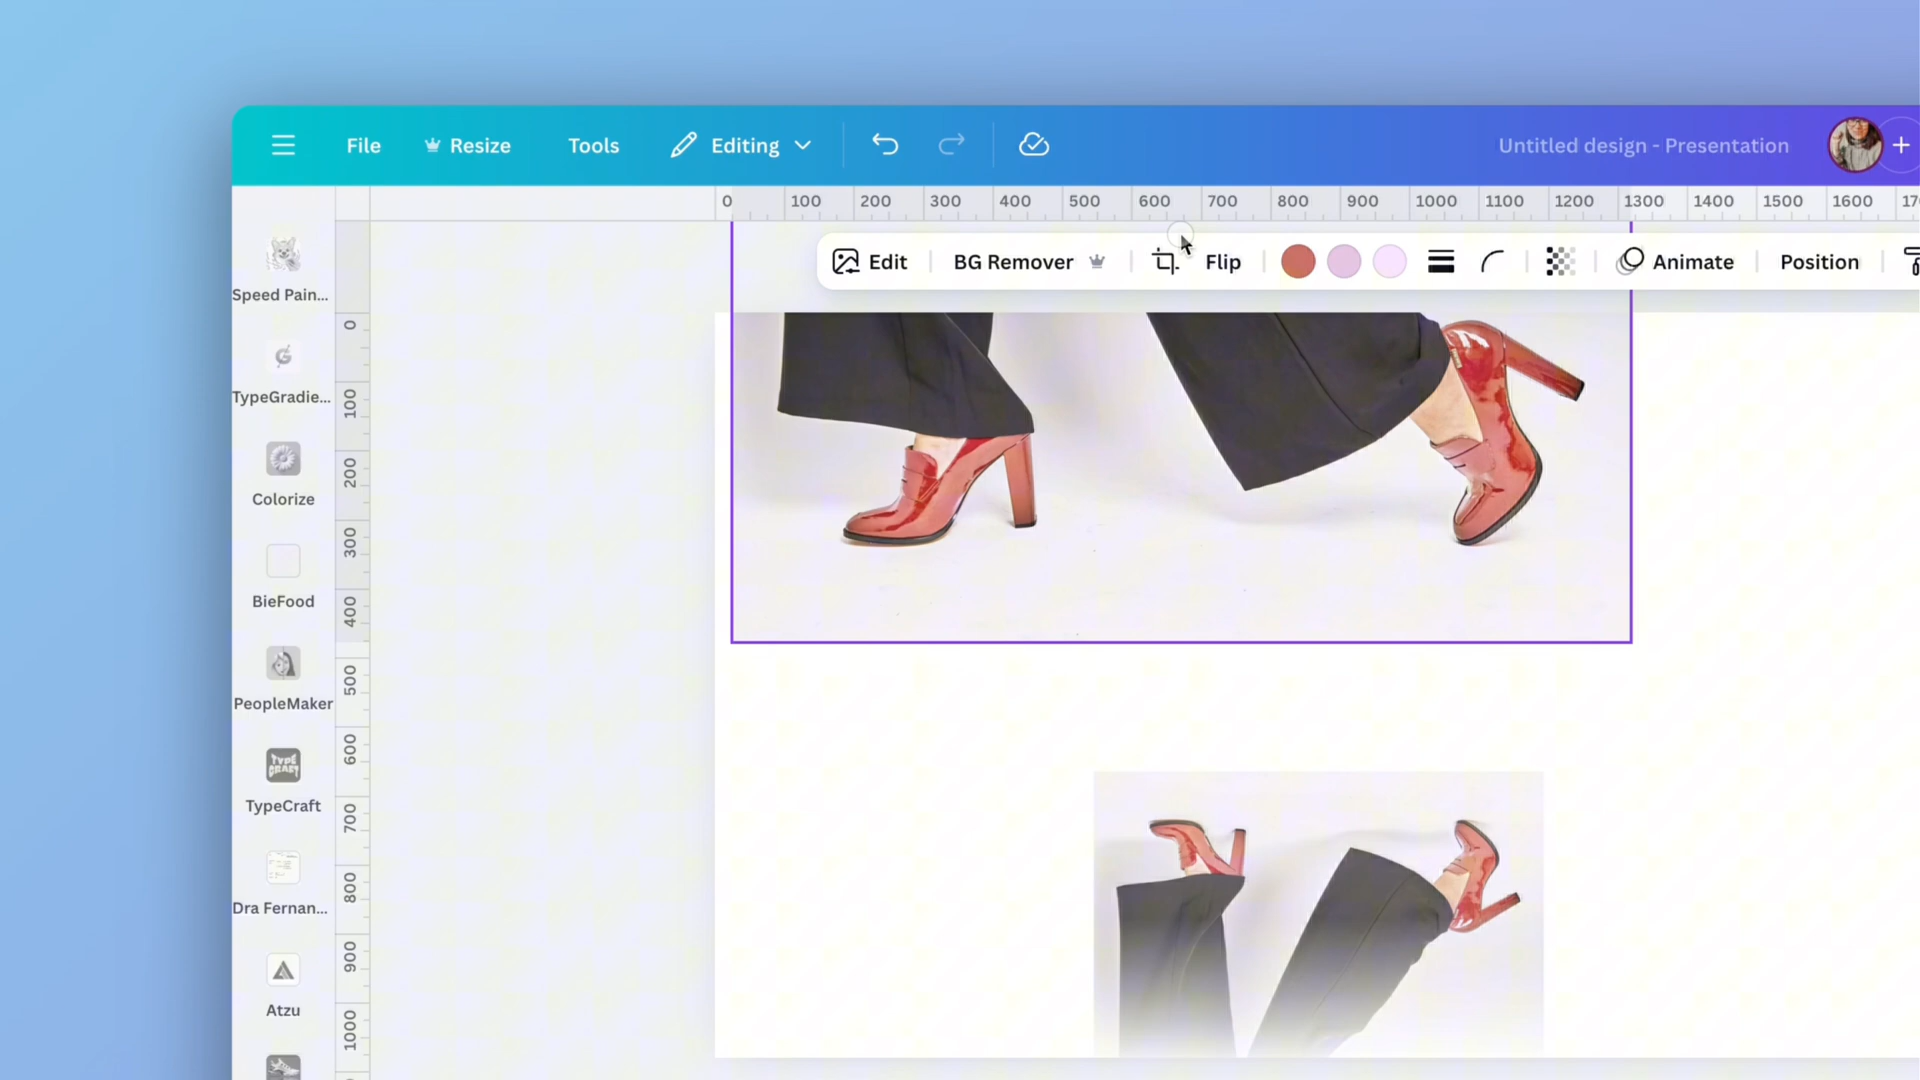 File Resize Tools Editing Untitled design - Presentation +
0 100 200 300 400 500 600 700 800 900 1000 1100 1200 1300 1400 1500 1600 170
Edit BG Remover Flip Animate Position
Speed Pain...
TypeGradie...
Colorize
BieFood
PeopleMaker
TYPE
CRAFT
TypeCraft
Dra Fernan...
Atzu
0
100
200
300
400
500
600
700
800
900
1000